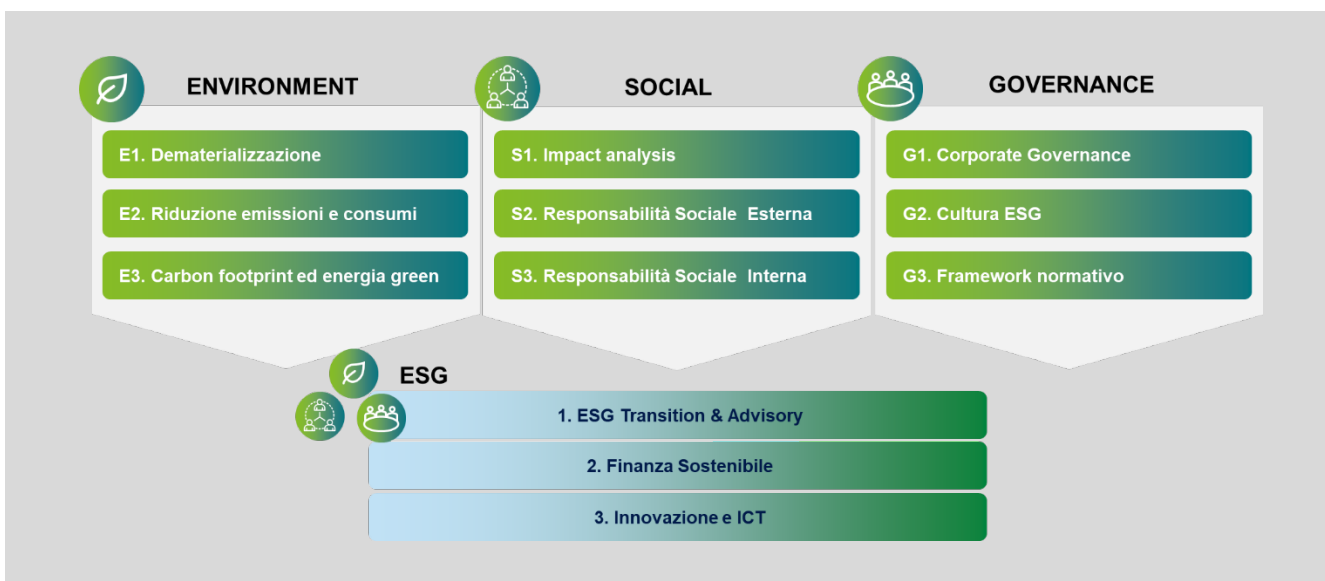 ENVIRONMENT
E1. Dematerializzazione
E2. Riduzione emissioni e consumi
E3. Carbon footprint ed energia green
SOCIAL
S1. Impact analysis
S2. Responsabilità Sociale Esterna
S3. Responsabilità Sociale Interna
GOVERNANCE
G1. Corporate Governance
G2. Cultura ESG
G3. Framework normativo
ESG
1. ESG Transition & Advisory
2. Finanza Sostenibile
3. Innovazione e ICT